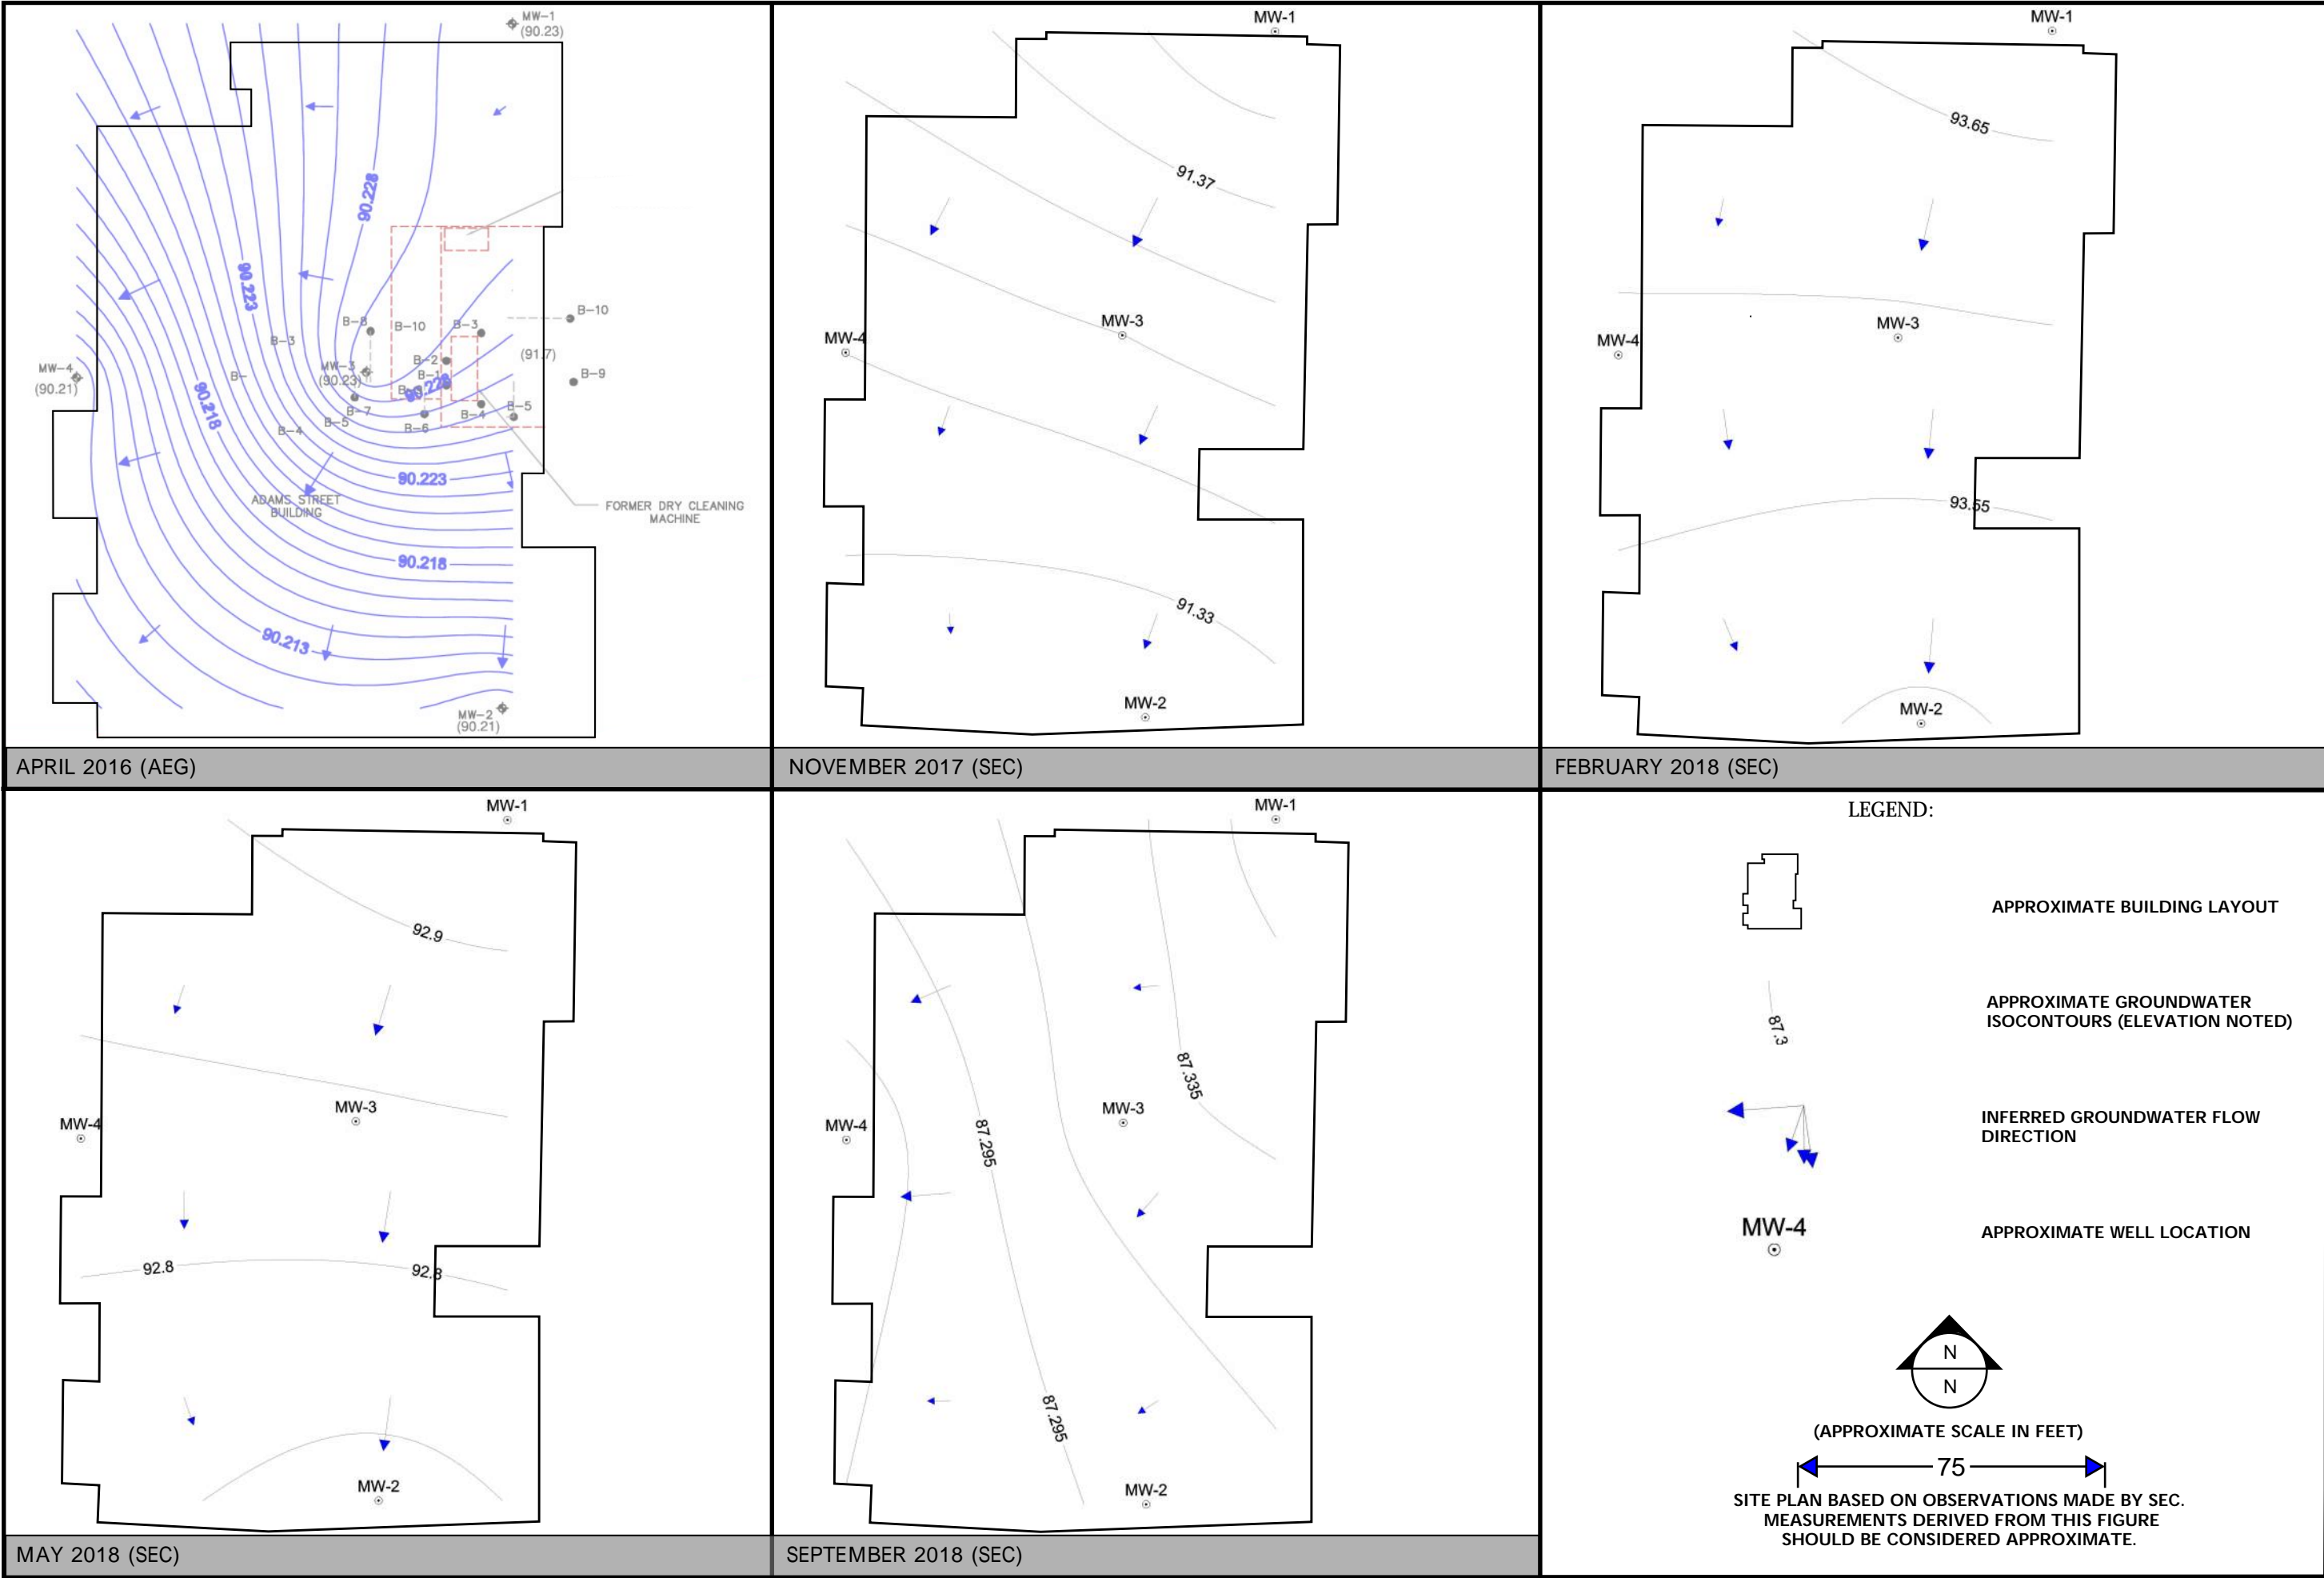 MW-1
(90.23)
90.228
90.223
B-8
B-10
B-3
B-10
B-3
(91.7)
B-2
MW-4
(90.21)
B-
MW-3
(90.23)
B-1
B-9
90.218
B-7
B-4
B-5
B-5
B-4
B-6
90.223
ADAMS STREET
BUILDING
FORMER DRY CLEANING
MACHINE
90.218
90.213
MW-2
(90.21)
APRIL 2016 (AEG)
MW-1
91.37
MW-3
MW-4
91.33
MW-2
NOVEMBER 2017 (SEC)
MW-1
93.65
MW-3
MW-4
93.55
MW-2
FEBRUARY 2018 (SEC)
MW-1
92.9
MW-3
MW-4
92.8
92.8
MW-2
MAY 2018 (SEC)
MW-1
87.335
MW-3
MW-4
87.295
87.295
MW-2
SEPTEMBER 2018 (SEC)
LEGEND:
APPROXIMATE BUILDING LAYOUT
87.3
APPROXIMATE GROUNDWATER
ISOCONTOURS (ELEVATION NOTED)
INFERRED GROUNDWATER FLOW
DIRECTION
MW-4
APPROXIMATE WELL LOCATION
N
N
(APPROXIMATE SCALE IN FEET)
75
SITE PLAN BASED ON OBSERVATIONS MADE BY SEC.
MEASUREMENTS DERIVED FROM THIS FIGURE
SHOULD BE CONSIDERED APPROXIMATE.